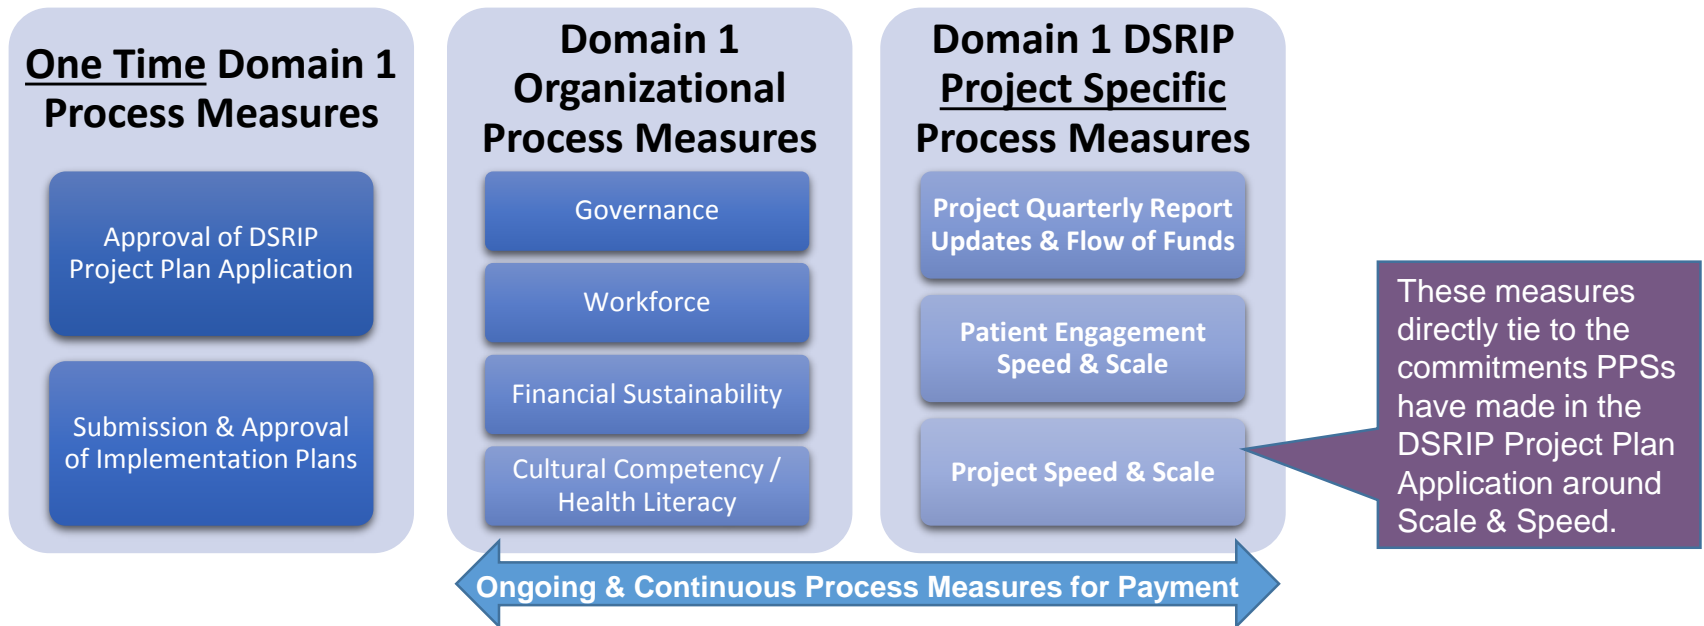 One Time Domain 1
Process Measures
Approval of DSRIP
Project Plan Application
Submission & Approval
of Implementation Plans
Domain 1
Organizational
Process Measures
Governance
Workforce
Financial Sustainability
Cultural Competency /
Health Literacy
Domain 1 DSRIP
Project Specific
Process Measures
Project Quarterly Report
Updates & Flow of Funds
Patient Engagement
Speed & Scale
Project Speed & Scale
These measures
directly tie to the
commitments PPSs
have made in the
DSRIP Project Plan
Application around
Scale & Speed.
Ongoing & Continuous Process Measures for Payment